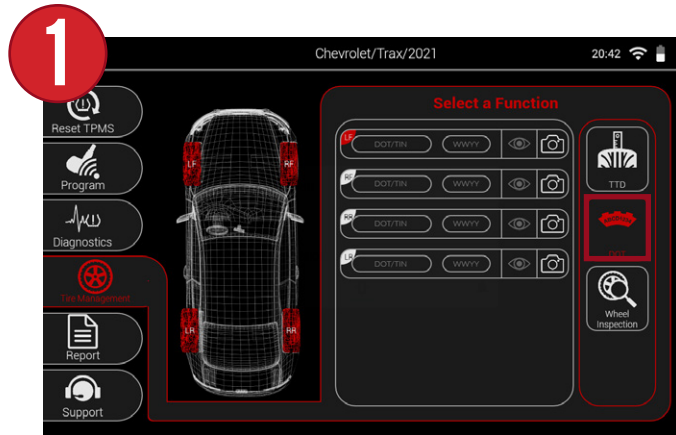 1
Chevrolet/Trax/2021
20:42
Reset TPMS
Program
Diagnostics
Tire Management
Report
Support
LF
RF
LR
RR
Select a Function
LF
DOT/TIN
WWYY
RF
DOT/TIN
WWYY
RR
DOT/TIN
WWYY
LR
DOT/TIN
WWYY
TTD
DOT
Wheel
Inspection